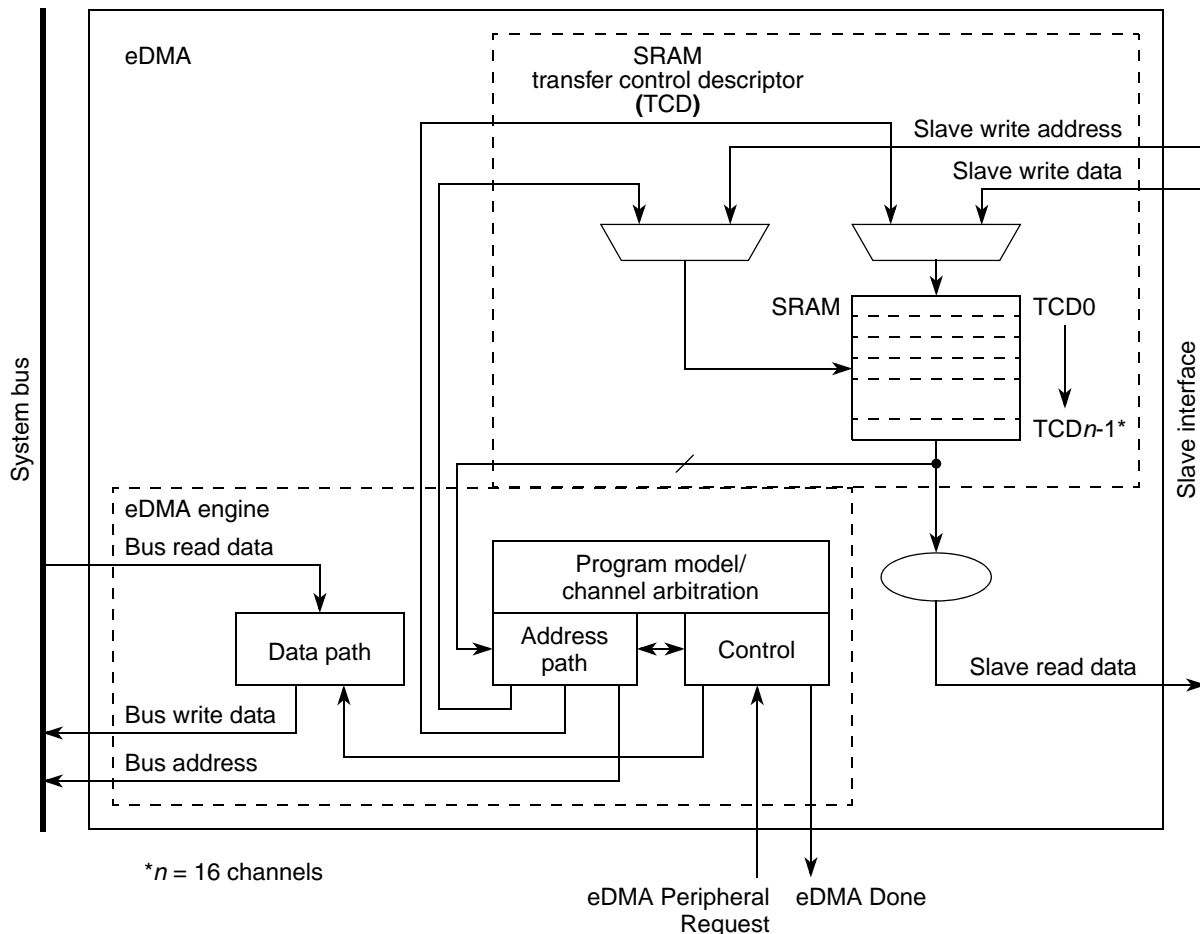 eDMA
SRAM
transfer control descriptor
(TCD)
Slave write address
Slave write data
SRAM
TCD0
TCDn-1*
System bus
Slave interface
eDMA engine
Bus read data
Program model/
channel arbitration
Data path
Address
path
Control
Slave read data
Bus write data
Bus address
*n = 16 channels
eDMA Peripheral
Request
eDMA Done